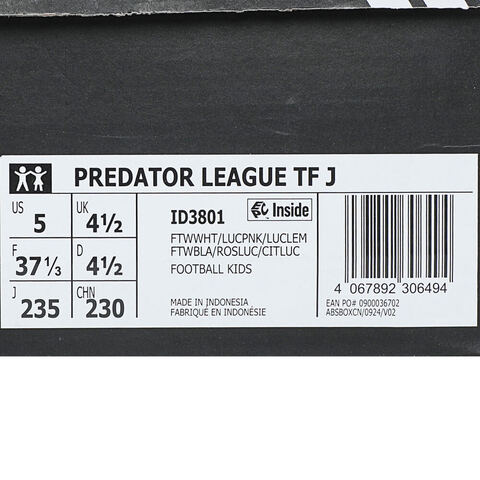 PREDATOR LEAGUE TF J
US 5 UK 4½
F 37⅓ D 4½
J 235 CHN 230
ID3801 Inside
FTWWHT/LUCPNK/LUCLEM
FTWBLA/ROSLUC/CITLUC
FOOTBALL KIDS
MADE IN INDONESIA
FABRIQUÉ EN INDONÉSIE
4 067892 306494
EAN PO# 0900036702
ABSBOXCN/0924/V02